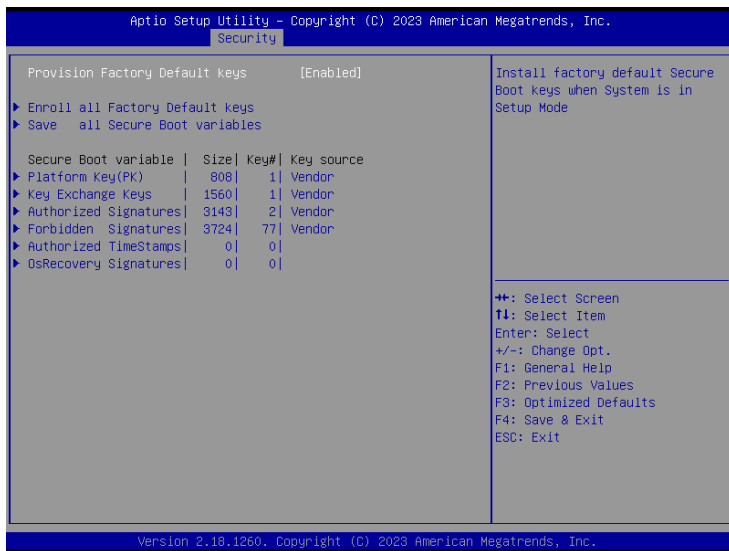 Aptio Setup Utility – Copyright (C) 2023 American Megatrends, Inc.
Security
Provision Factory Default keys [Enabled]
Enroll all Factory Default keys
Save all Secure Boot variables
Secure Boot variable | Size| Key#| Key source
Platform Key(PK) | 808| 1| Vendor
Key Exchange Keys | 1560| 1| Vendor
Authorized Signatures| 3143| 2| Vendor
Forbidden Signatures| 3724| 77| Vendor
Authorized TimeStamps| 0| 0|
OsRecovery Signatures| 0| 0|
Install factory default Secure
Boot keys when System is in
Setup Mode
→←: Select Screen
↑↓: Select Item
Enter: Select
+/-: Change Opt.
F1: General Help
F2: Previous Values
F3: Optimized Defaults
F4: Save & Exit
ESC: Exit
Version 2.18.1260. Copyright (C) 2023 American Megatrends, Inc.